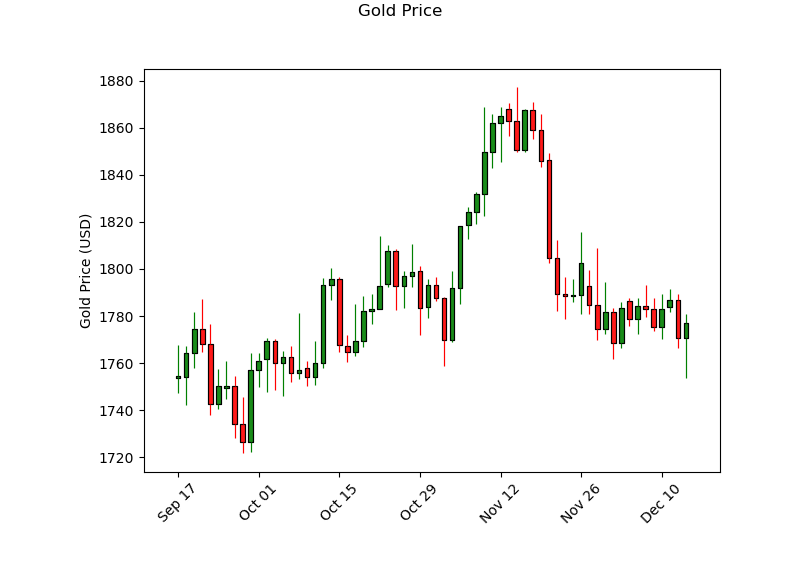 Gold Price
Gold Price (USD)
1880
1860
1840
1820
1800
1780
1760
1740
1720
Sep 17
Oct 01
Oct 15
Oct 29
Nov 12
Nov 26
Dec 10